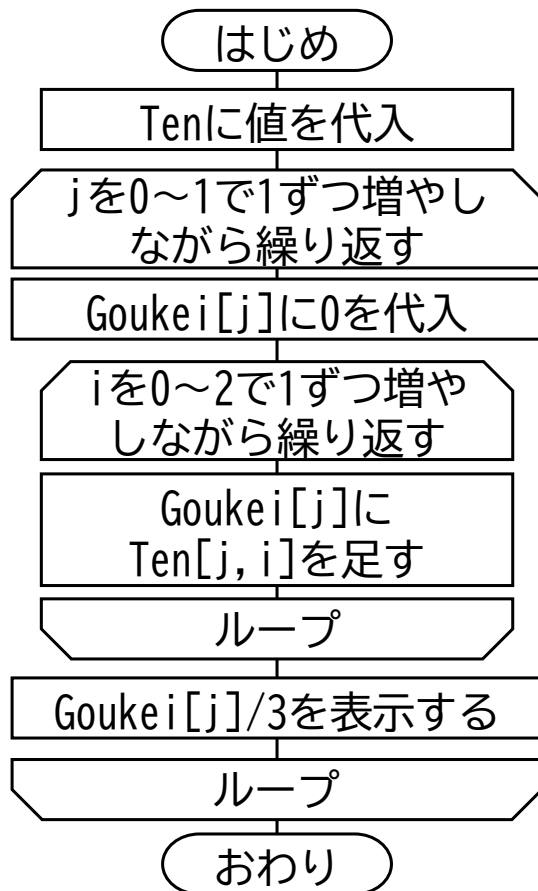 はじめ
Tenに値を代入
jを0～1で1ずつ増やし
ながら繰り返す
Goukei[j]に0を代入
iを0～2で1ずつ増や
しながら繰り返す
Goukei[j]に
Ten[j,i]を足す
ループ
Goukei[j]/3を表示する
ループ
おわり